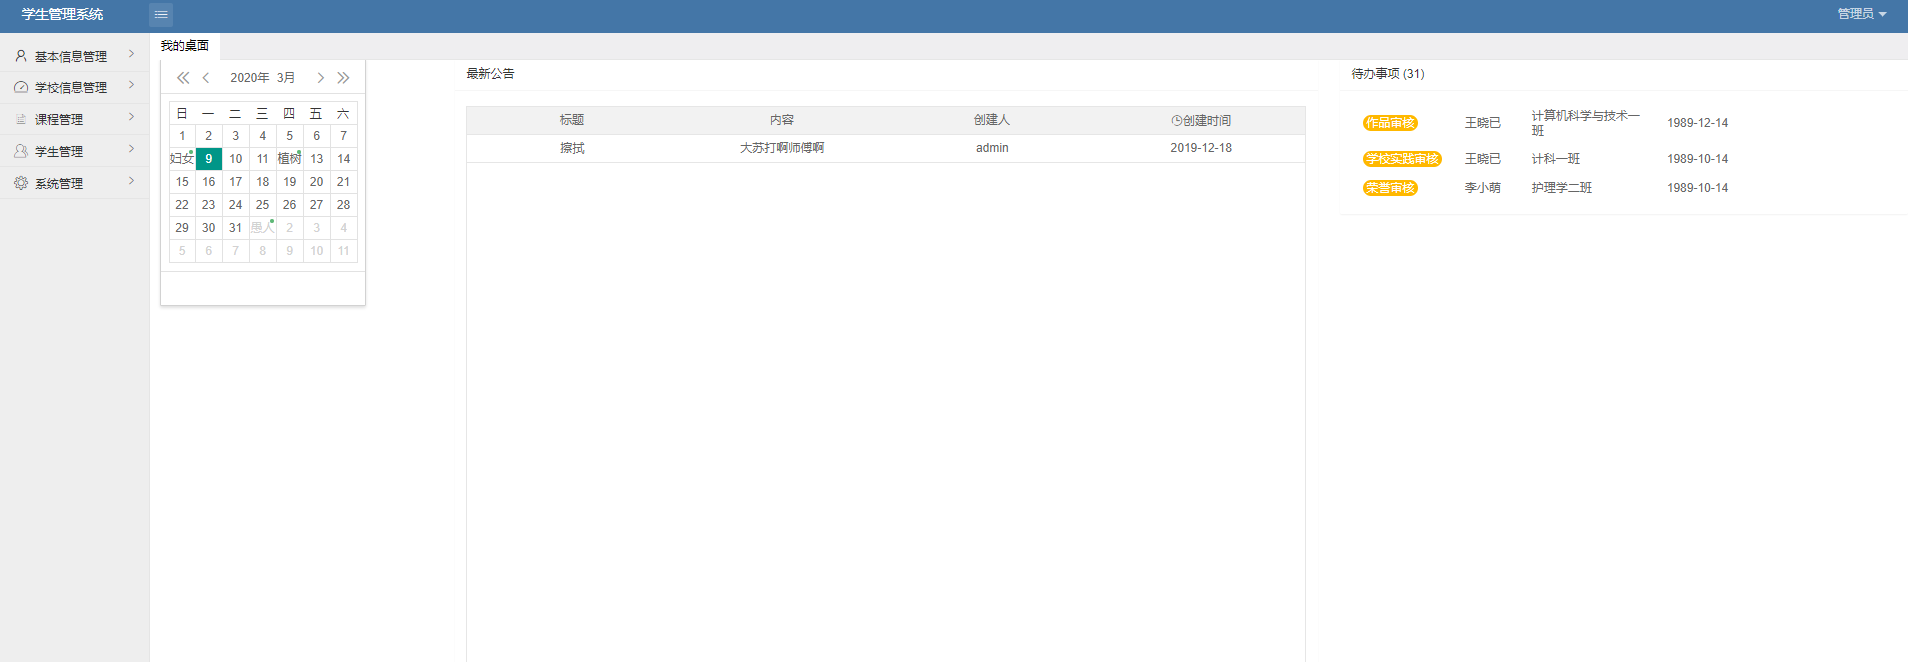 学生管理系统
管理员
基本信息管理
学校信息管理
课程管理
学生管理
系统管理
我的桌面
2020年 3月
日 一 二 三 四 五 六
1 2 3 4 5 6 7
妇女 9 10 11 植树 13 14
15 16 17 18 19 20 21
22 23 24 25 26 27 28
29 30 31 愚人 2 3 4
5 6 7 8 9 10 11
最新公告
标题 内容 创建人 创建时间
擦拭 大苏打啊师傅啊 admin 2019-12-18
待办事项 (31)
作品审核 王晓已 计算机科学与技术一
班 1989-12-14
学校实践审核 王晓已 计科一班 1989-10-14
荣誉审核 李小萌 护理学二班 1989-10-14